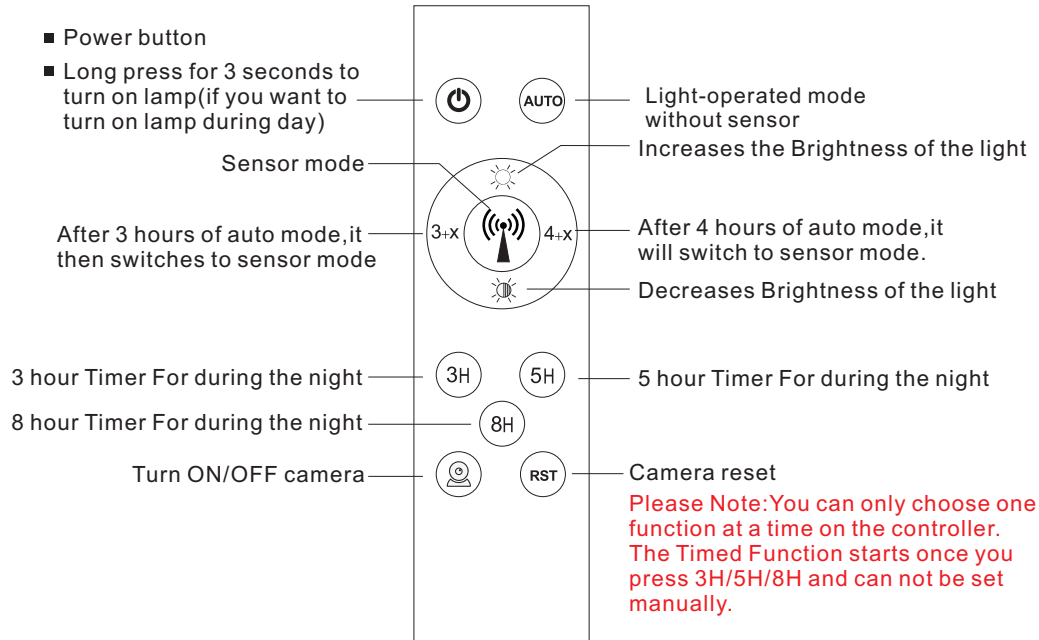 ■ Power button
■ Long press for 3 seconds to
turn on lamp(if you want to
turn on lamp during day)
AUTO
Light-operated mode
without sensor
Increases the Brightness of the light
Sensor mode
3+X
4+X
After 3 hours of auto mode,it
then switches to sensor mode
After 4 hours of auto mode,it
will switch to sensor mode.
Decreases Brightness of the light
3 hour Timer For during the night
3H
5H
5 hour Timer For during the night
8 hour Timer For during the night
8H
Turn ON/OFF camera
RST
Camera reset
Please Note:You can only choose one
function at a time on the controller.
The Timed Function starts once you
press 3H/5H/8H and can not be set
manually.